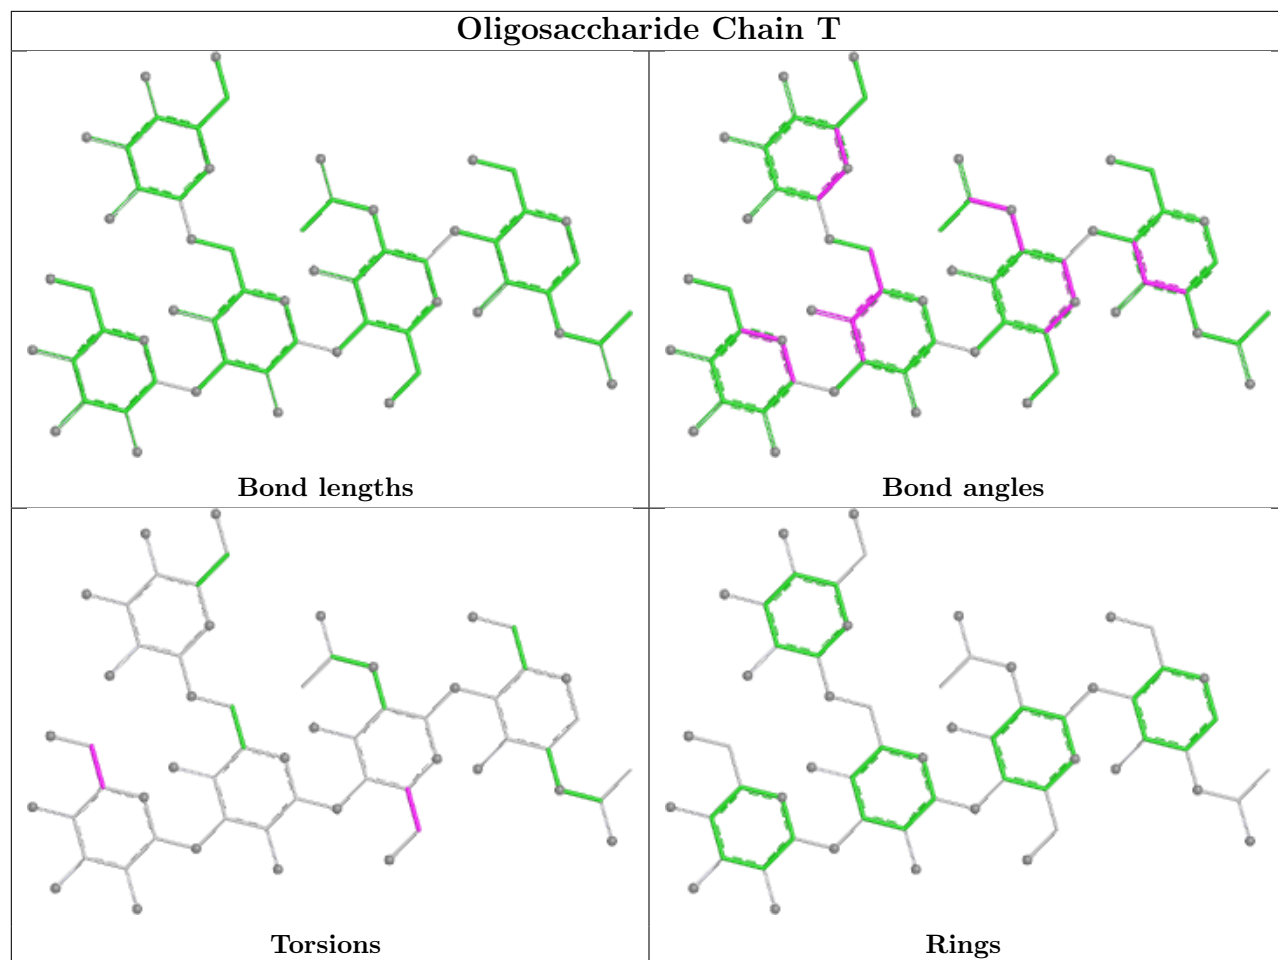 Oligosaccharide Chain T
Bond lengths
Bond angles
Torsions
Rings